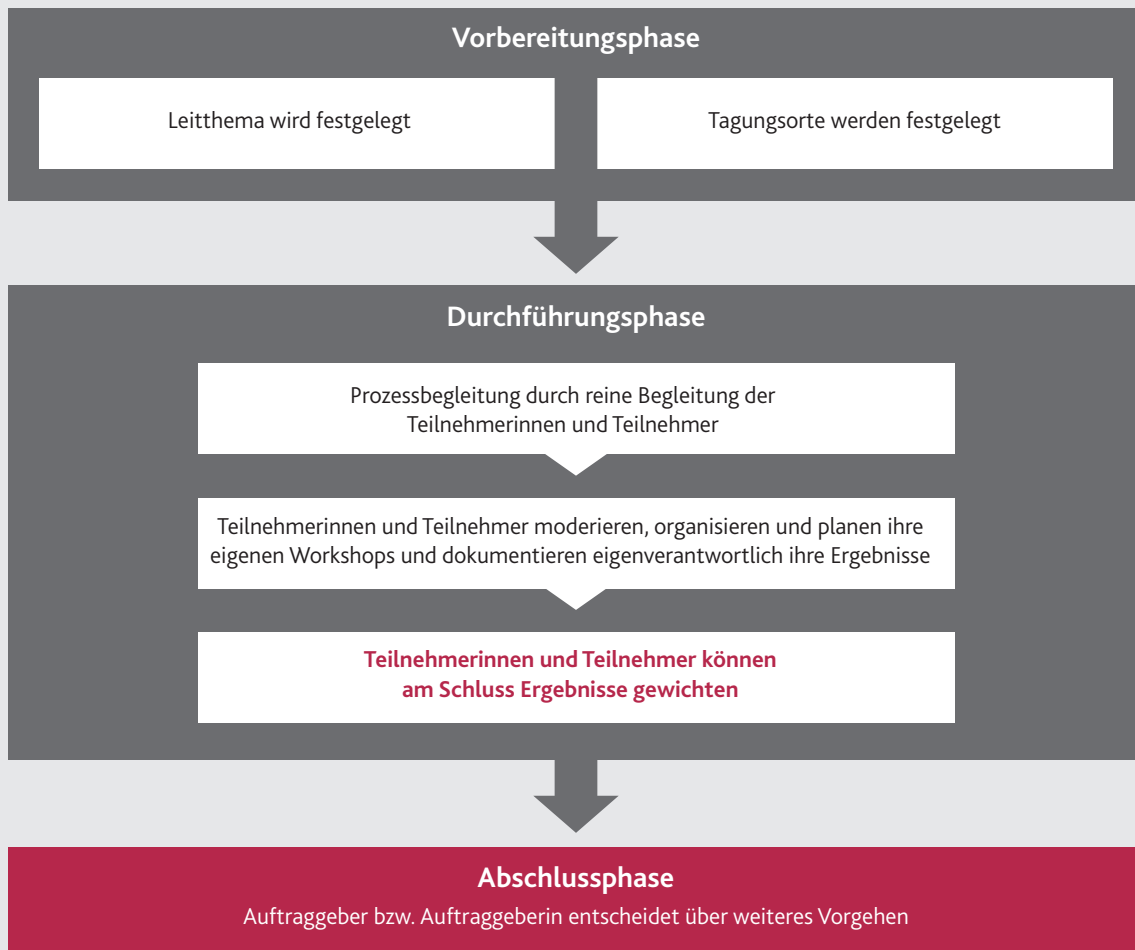 Vorbereitungsphase
Leitthema wird festgelegt
Tagungsorte werden festgelegt
Durchführungsphase
Prozessbegleitung durch reine Begleitung der
Teilnehmerinnen und Teilnehmer
Teilnehmerinnen und Teilnehmer moderieren, organisieren und planen ihre
eigenen Workshops und dokumentieren eigenverantwortlich ihre Ergebnisse
Teilnehmerinnen und Teilnehmer können
am Schluss Ergebnisse gewichten
Abschlussphase
Auftraggeber bzw. Auftraggeberin entscheidet über weiteres Vorgehen